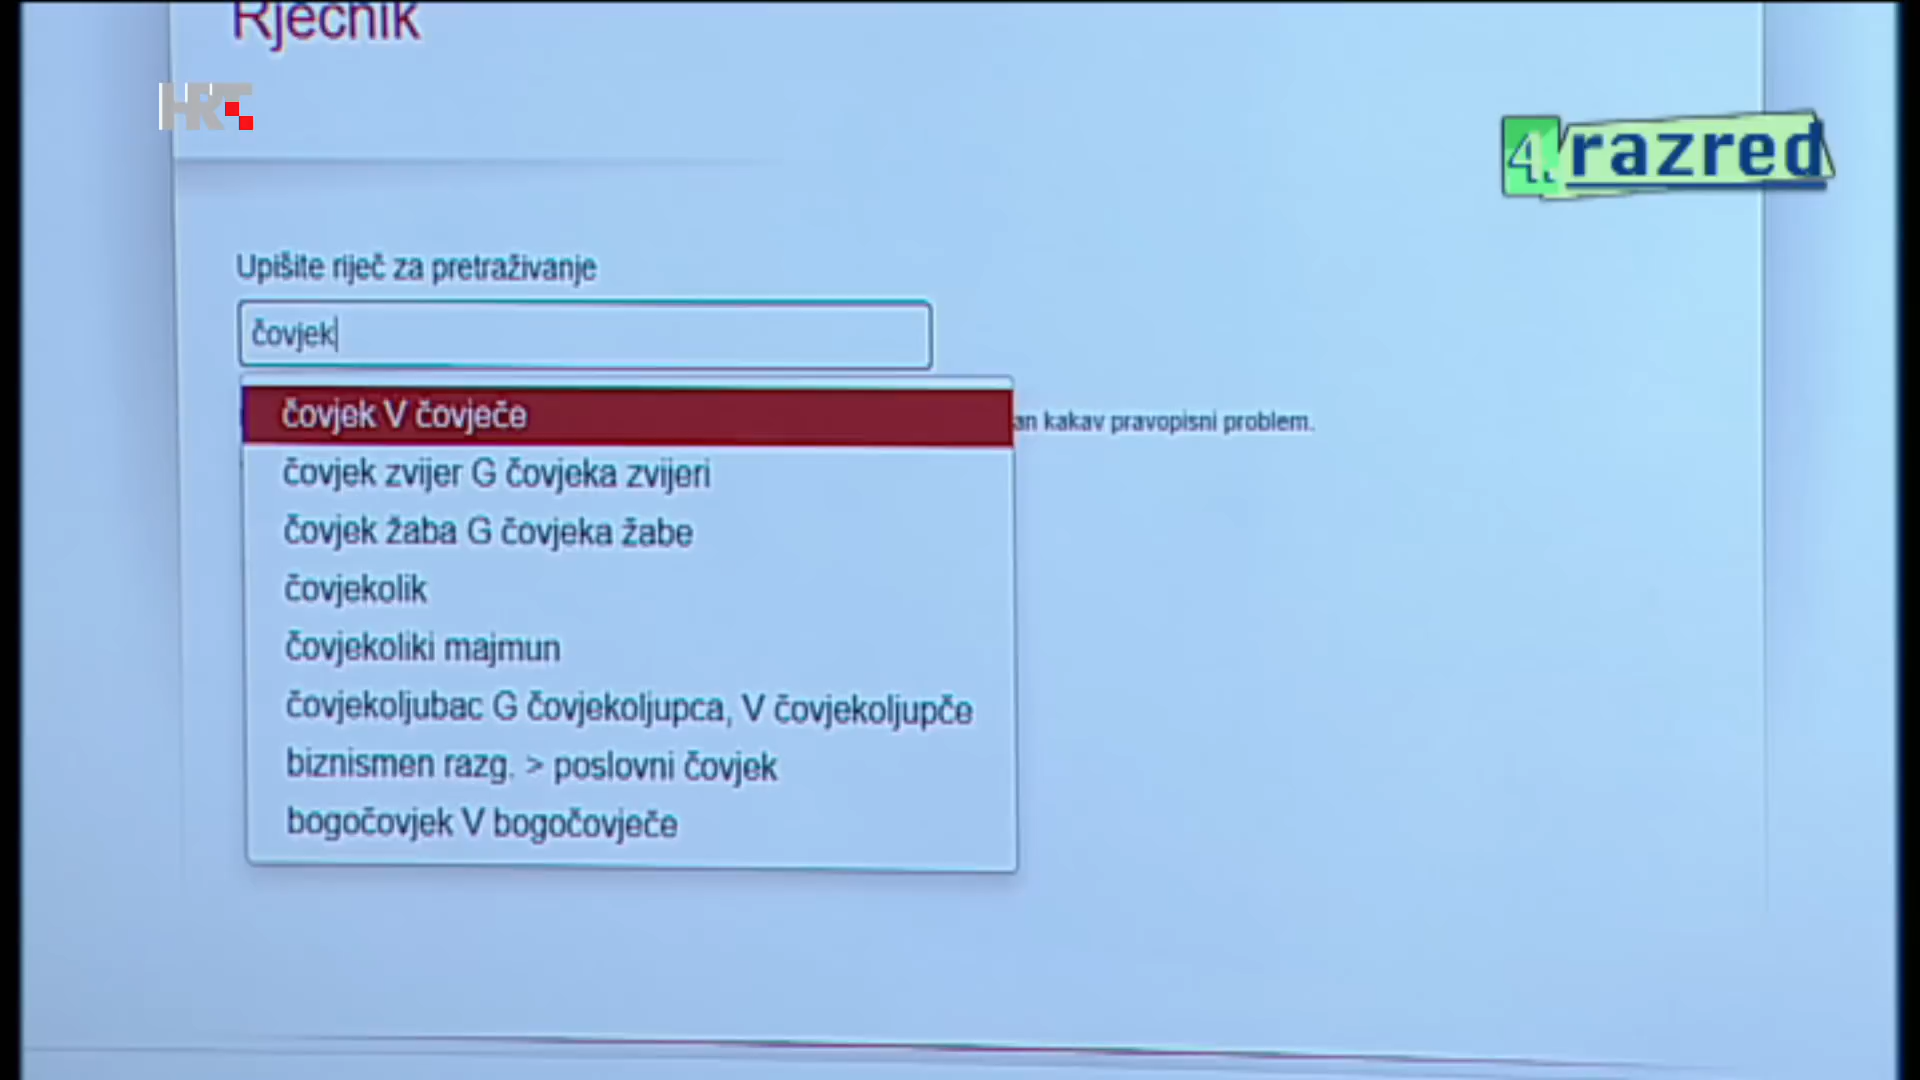 Rječnik
HRT
4. razred
Upišite riječ za pretraživanje
čovjek
čovjek V čovječe
an kakav pravopisni problem.
čovjek zvijer G čovjeka zvijeri
čovjek žaba G čovjeka žabe
čovjekolik
čovjekoliki majmun
čovjekoljubac G čovjekoljupca, V čovjekoljupče
biznismen razg. > poslovni čovjek
bogočovjek V bogočovječe